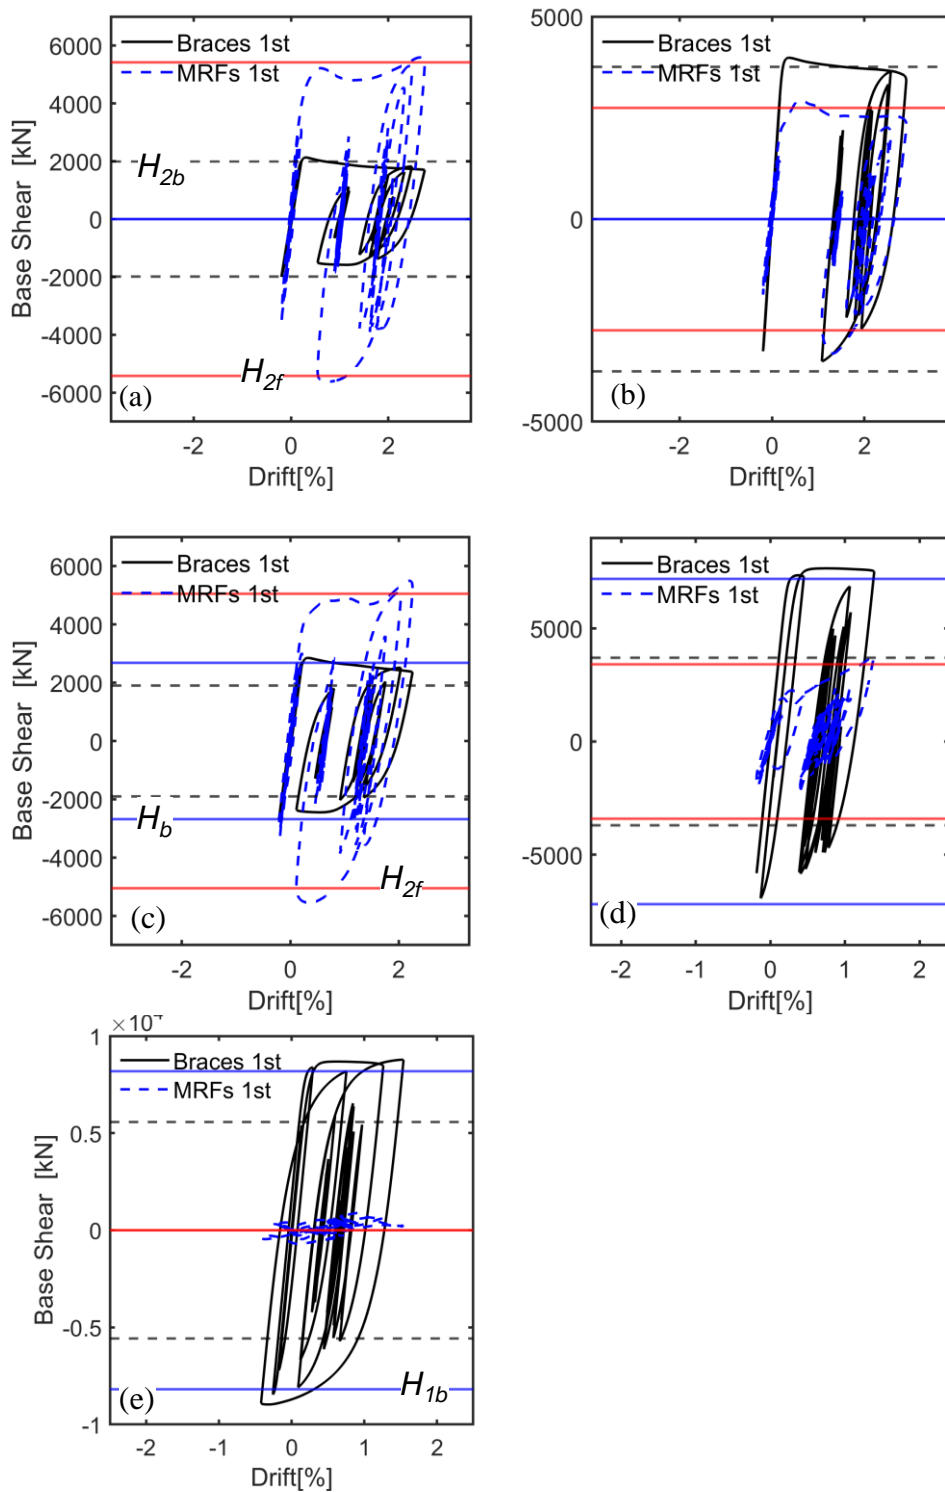 6000
4000
2000
0
-2000
-4000
-6000
Base Shear [kN]
Braces 1st
MRFs 1st
H2b
H2f
(a)
-2 0 2
Drift[%]
5000
0
-5000
Braces 1st
MRFs 1st
(b)
-2 0 2
Drift[%]
6000
4000
2000
0
-2000
-4000
-6000
Base Shear [kN]
Braces 1st
MRFs 1st
Hb
H2f
(c)
-2 0 2
Drift[%]
5000
0
-5000
Braces 1st
MRFs 1st
(d)
-2 -1 0 1 2
Drift[%]
1
0.5
0
-0.5
-1
Base Shear [kN]
Braces 1st
MRFs 1st
H1b
(e)
-2 -1 0 1 2
Drift[%]